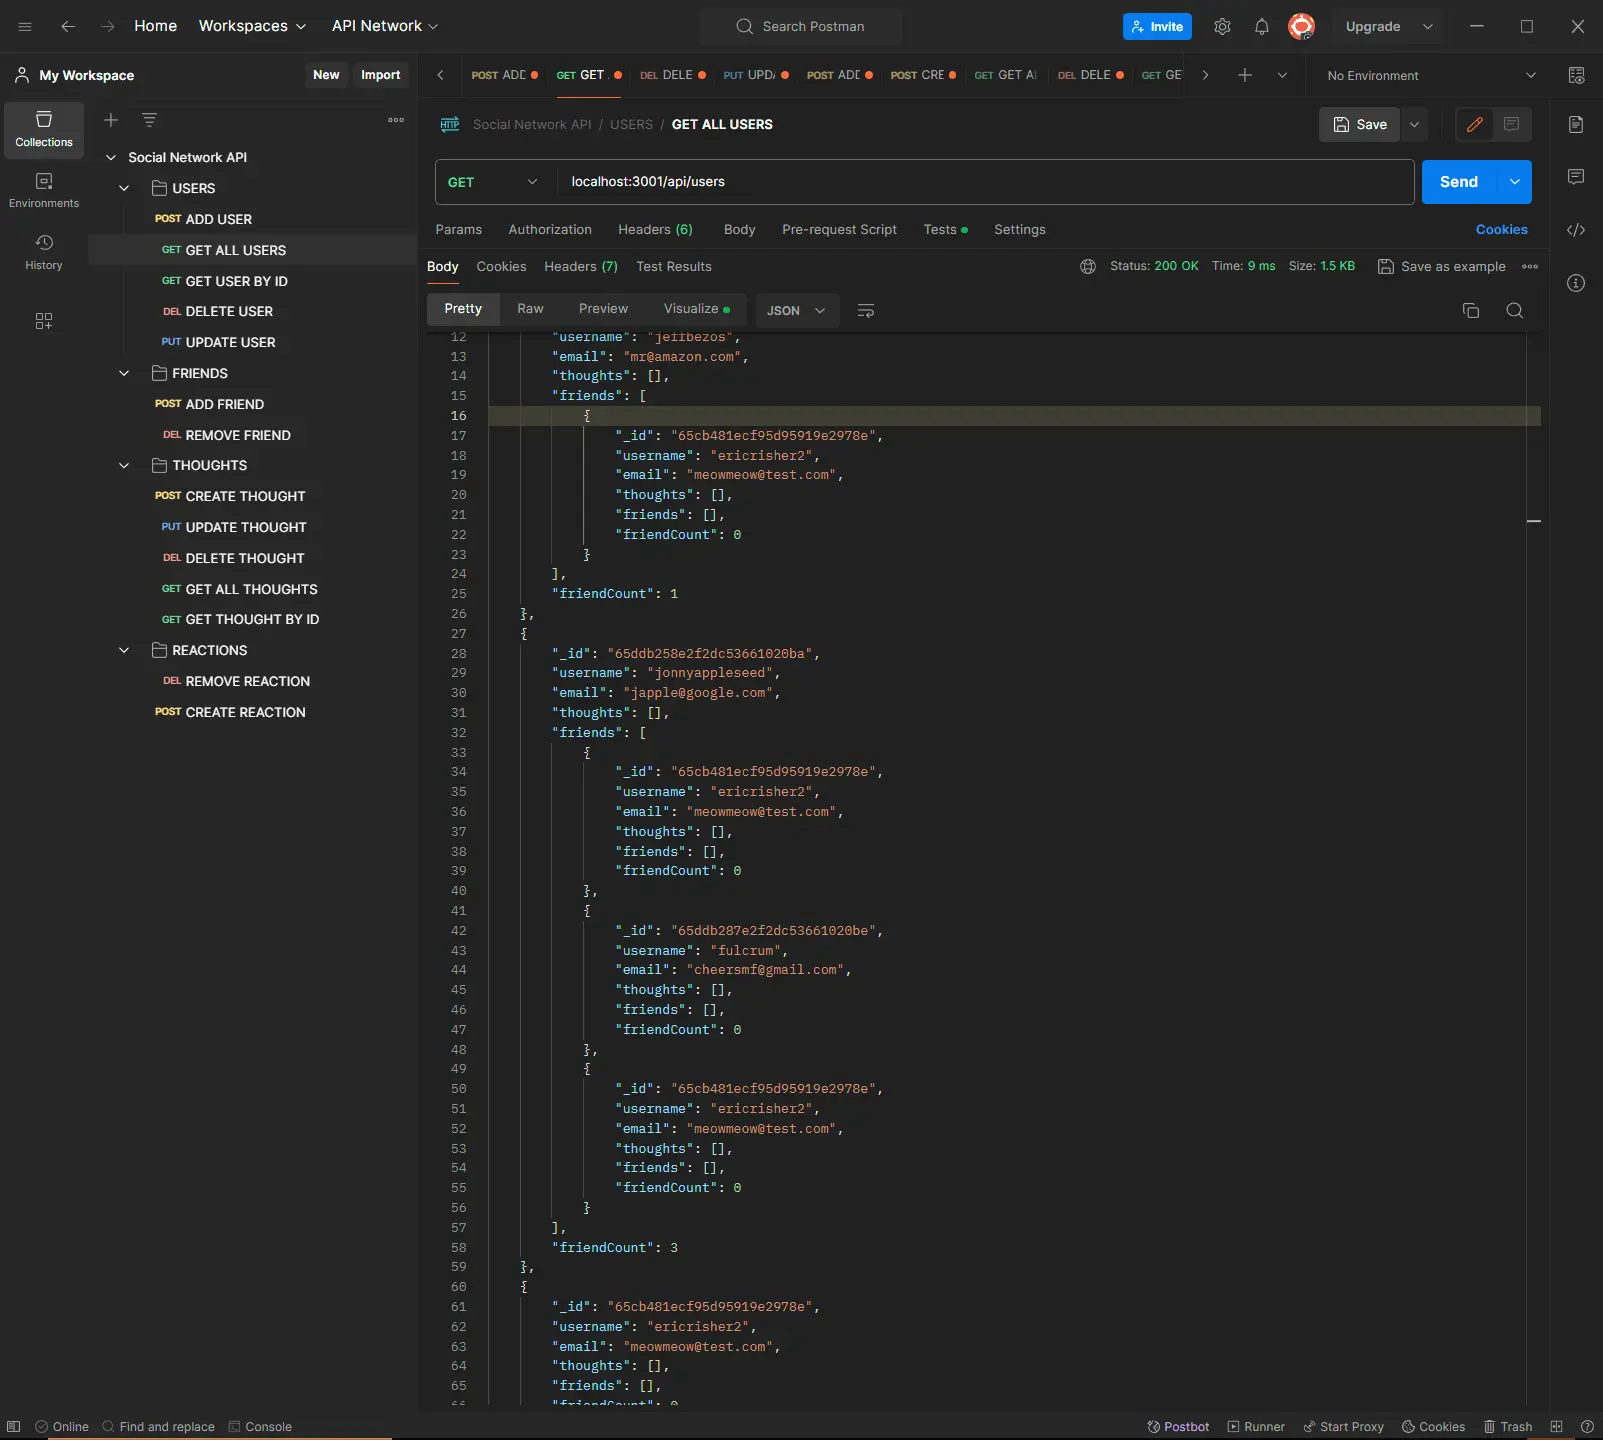 Home Workspaces API Network Search Postman Invite Upgrade
My Workspace New Import POST ADD GET GET . DEL DELE PUT UPD POST ADD POST CRE GET GET A DEL DELE GET GE No Environment
Collections
Environments
History
Social Network API
USERS
POST ADD USER
GET GET ALL USERS
GET GET USER BY ID
DEL DELETE USER
PUT UPDATE USER
FRIENDS
POST ADD FRIEND
DEL REMOVE FRIEND
THOUGHTS
POST CREATE THOUGHT
PUT UPDATE THOUGHT
DEL DELETE THOUGHT
GET GET ALL THOUGHTS
GET GET THOUGHT BY ID
REACTIONS
DEL REMOVE REACTION
POST CREATE REACTION
HTTP Social Network API / USERS / GET ALL USERS Save
GET localhost:3001/api/users Send
Params Authorization Headers (6) Body Pre-request Script Tests Settings Cookies
Body Cookies Headers (7) Test Results Status: 200 OK Time: 9 ms Size: 1.5 KB Save as example
Pretty Raw Preview Visualize JSON
12 "username": "jeffbezos",
13 "email": "mr@amazon.com",
14 "thoughts": [],
15 "friends": [
16 {
17 "_id": "65cb481ecf95d95919e2978e",
18 "username": "ericrisher2",
19 "email": "meowmeow@test.com",
20 "thoughts": [],
21 "friends": [],
22 "friendCount": 0
23 }
24 ],
25 "friendCount": 1
26 },
27 {
28 "_id": "65ddb258e2f2dc53661020ba",
29 "username": "jonnyappleseed",
30 "email": "japple@google.com",
31 "thoughts": [],
32 "friends": [
33 {
34 "_id": "65cb481ecf95d95919e2978e",
35 "username": "ericrisher2",
36 "email": "meowmeow@test.com",
37 "thoughts": [],
38 "friends": [],
39 "friendCount": 0
40 },
41 {
42 "_id": "65ddb287e2f2dc53661020be",
43 "username": "fulcrum",
44 "email": "cheersmf@gmail.com",
45 "thoughts": [],
46 "friends": [],
47 "friendCount": 0
48 },
49 {
50 "_id": "65cb481ecf95d95919e2978e",
51 "username": "ericrisher2",
52 "email": "meowmeow@test.com",
53 "thoughts": [],
54 "friends": [],
55 "friendCount": 0
56 }
57 ],
58 "friendCount": 3
59 },
60 {
61 "_id": "65cb481ecf95d95919e2978e",
62 "username": "ericrisher2",
63 "email": "meowmeow@test.com",
64 "thoughts": [],
65 "friends": [],
66 "friendCount": 0
Online Find and replace Console Postbot Runner Start Proxy Cookies Trash